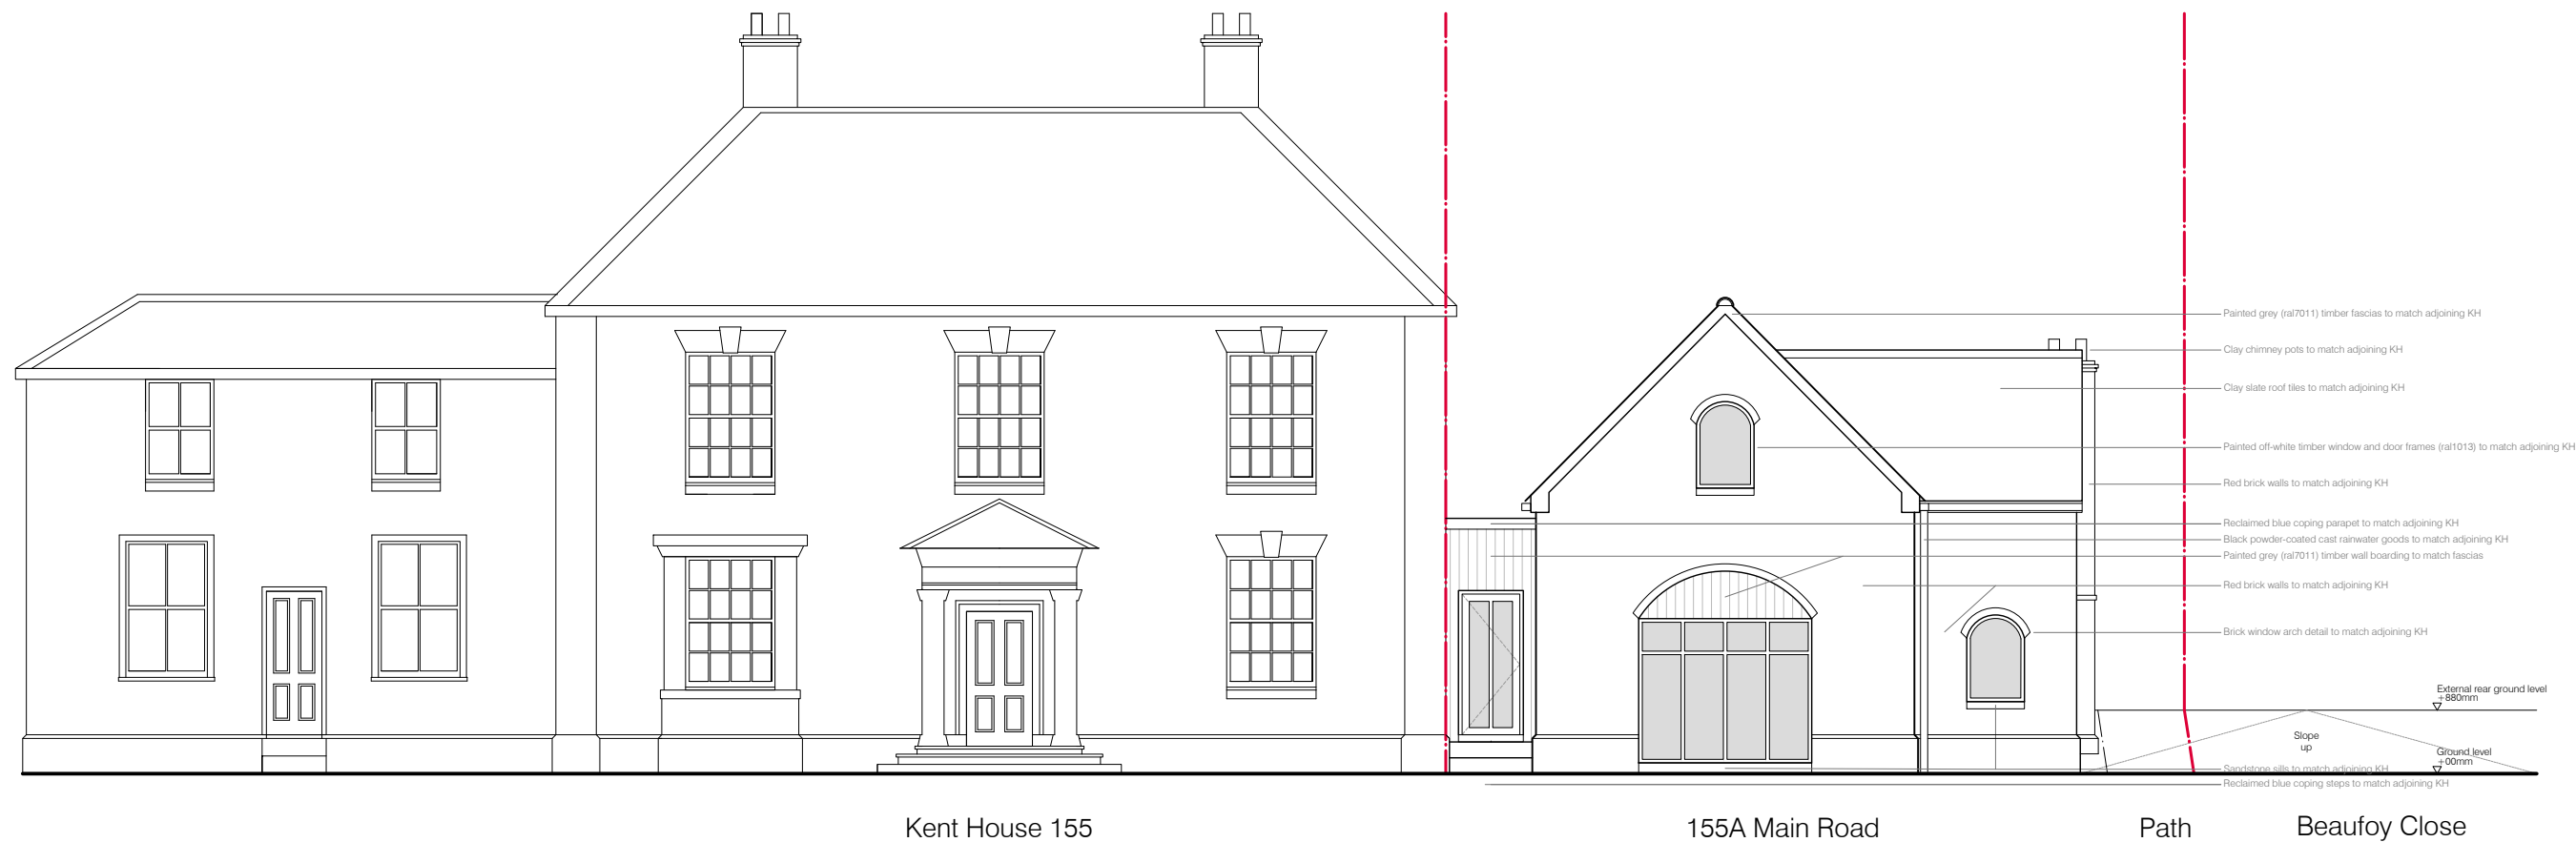 Painted grey (ral7011) timber fascias to match adjoining KH
Clay chimney pots to match adjoining KH
Clay slate roof tiles to match adjoining KH
Painted off-white timber window and door frames (ral1013) to match adjoining KH
Red brick walls to match adjoining KH
Reclaimed blue coping parapet to match adjoining KH
Black powder-coated cast rainwater goods to match adjoining KH
Painted grey (ral7011) timber wall boarding to match fascias
Red brick walls to match adjoining KH
Brick window arch detail to match adjoining KH
External rear ground level
+880mm
Slope
up
Ground level
+00mm
Sandstone sills to match adjoining KH
Reclaimed blue coping steps to match adjoining KH
Kent House 155
155A Main Road
Path
Beaufoy Close